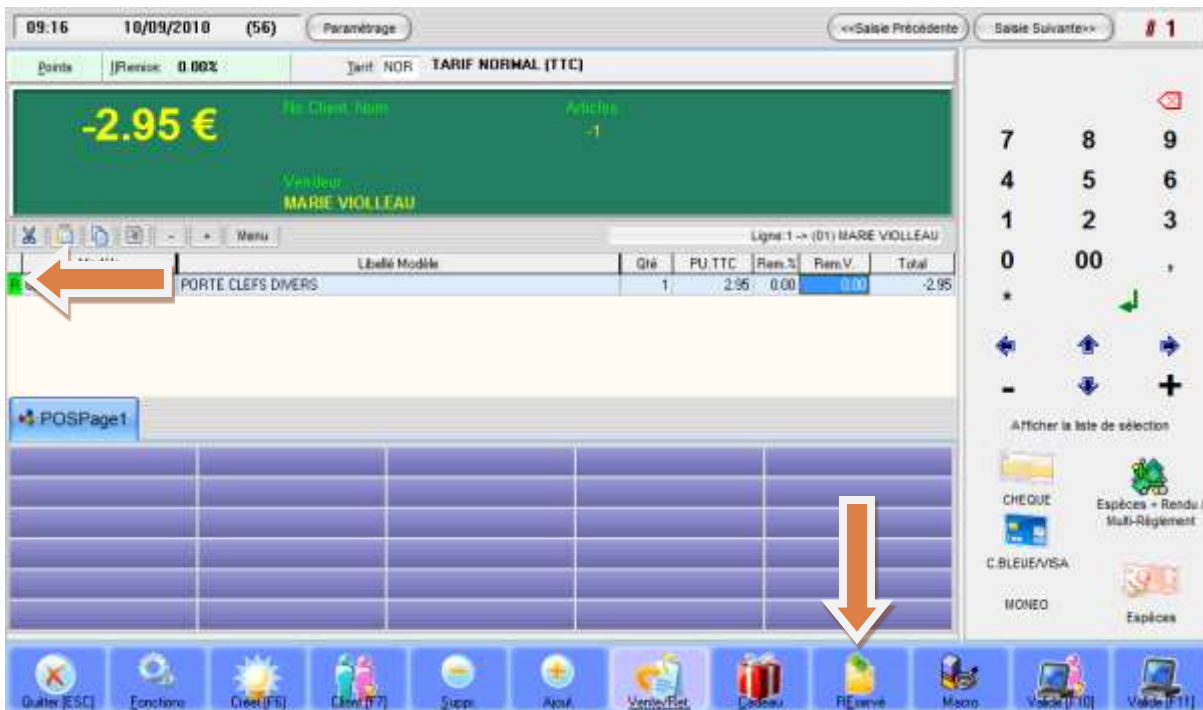 09:16 10/09/2010 (56) Paramétrage <<Saisie Précédente Saisie Suivante>> # 1
Points Remise 0.00% Tarif NOR TARIF NORMAL (TTC)
-2.95 € No Client, Nom Articles
-1
Vendeur
MARIE VIOLLEAU
- + Menu Ligne:1 -> (01) MARIE VIOLLEAU
Libellé Modèle Qté PU.TTC Rem.% Rem.V. Total
R PORTE CLEFS DIVERS 1 2.95 0.00 0.00 -2.95
7 8 9
4 5 6
1 2 3
0 00 ,
*
- +
Afficher la liste de sélection
POSPage1
CHEQUE Espèces + Rendu /
Multi-Règlement
C.BLEUE/VISA
MONEO Espèces
Quitter [ESC] Fonctions Créer [F6] Client [F7] Suppr. Ajout. Vente/Ret. Cadeau REservé Macro Valide [F10] Valide [F11]